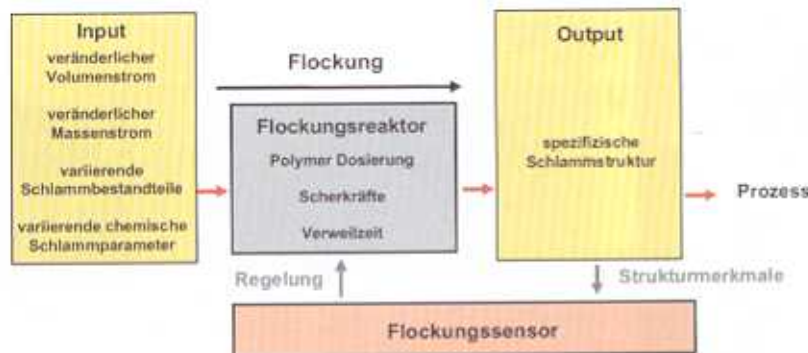 Input
veränderlicher
Volumenstrom
veränderlicher
Massenstrom
variierende
Schlammbestandteile
variierende chemische
Schlammparameter
Flockung
Flockungsreaktor
Polymer Dosierung
Scherkräfte
Verweilzeit
Output
spezifizische
Schlammstruktur
Prozess
Regelung
Strukturmerkmale
Flockungssensor